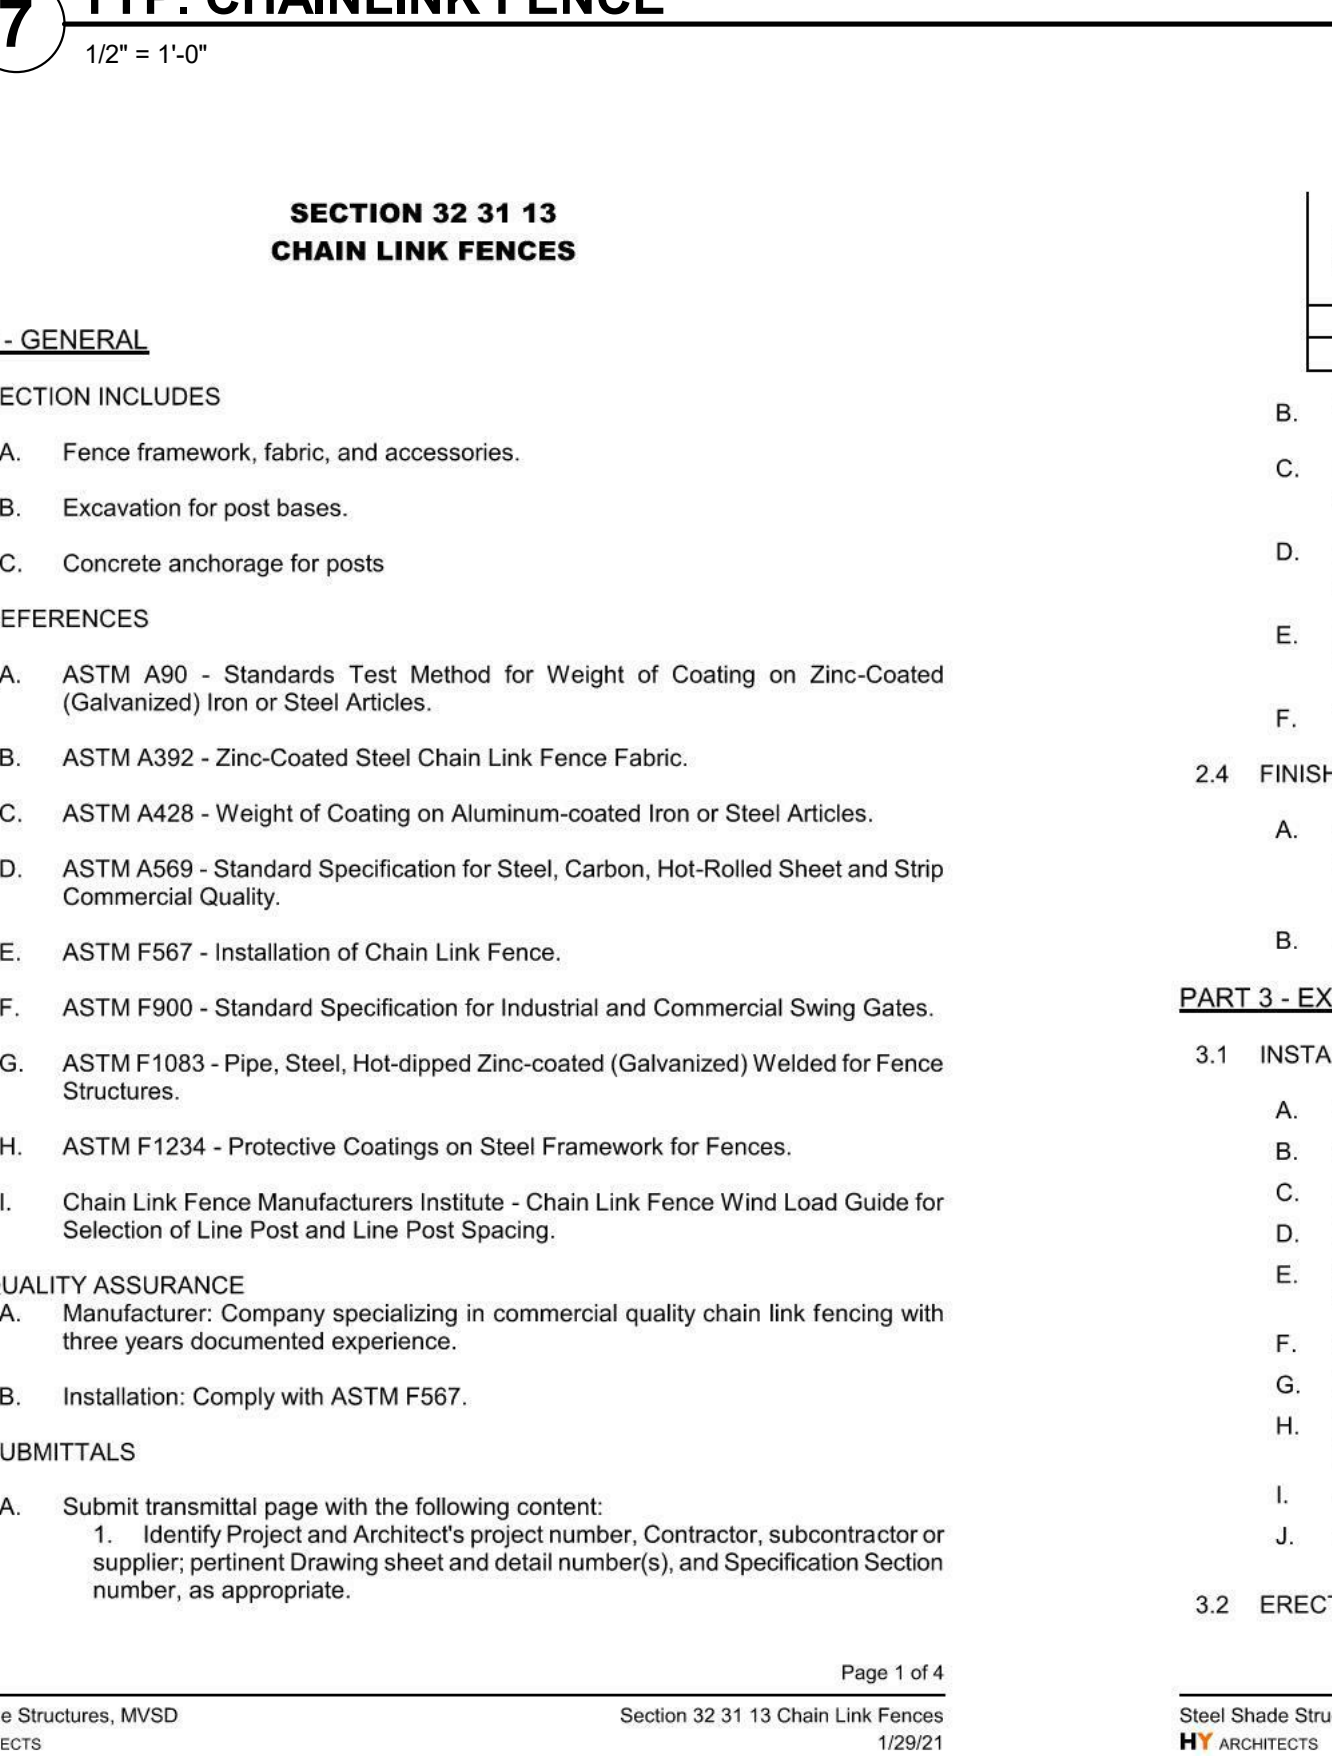 7 TYP. CHAINLINK FENCE
1/2" = 1'-0"
SECTION 32 31 13
CHAIN LINK FENCES
- GENERAL
ECTION INCLUDES
A. Fence framework, fabric, and accessories.
B. Excavation for post bases.
C. Concrete anchorage for posts
EFERENCES
A. ASTM A90 - Standards Test Method for Weight of Coating on Zinc-Coated
(Galvanized) Iron or Steel Articles.
B. ASTM A392 - Zinc-Coated Steel Chain Link Fence Fabric.
C. ASTM A428 - Weight of Coating on Aluminum-coated Iron or Steel Articles.
D. ASTM A569 - Standard Specification for Steel, Carbon, Hot-Rolled Sheet and Strip
Commercial Quality.
E. ASTM F567 - Installation of Chain Link Fence.
F. ASTM F900 - Standard Specification for Industrial and Commercial Swing Gates.
G. ASTM F1083 - Pipe, Steel, Hot-dipped Zinc-coated (Galvanized) Welded for Fence
Structures.
H. ASTM F1234 - Protective Coatings on Steel Framework for Fences.
I. Chain Link Fence Manufacturers Institute - Chain Link Fence Wind Load Guide for
Selection of Line Post and Line Post Spacing.
UALITY ASSURANCE
A. Manufacturer: Company specializing in commercial quality chain link fencing with
three years documented experience.
B. Installation: Comply with ASTM F567.
UBMITTALS
A. Submit transmittal page with the following content:
1. Identify Project and Architect's project number, Contractor, subcontractor or
supplier; pertinent Drawing sheet and detail number(s), and Specification Section
number, as appropriate.
Page 1 of 4
e Structures, MVSD Section 32 31 13 Chain Link Fences
ECTS 1/29/21
B.
C.
D.
E.
F.
2.4 FINISH
A.
B.
PART 3 - EX
3.1 INSTA
A.
B.
C.
D.
E.
F.
G.
H.
I.
J.
3.2 ERECT
Steel Shade Stru
HY ARCHITECTS